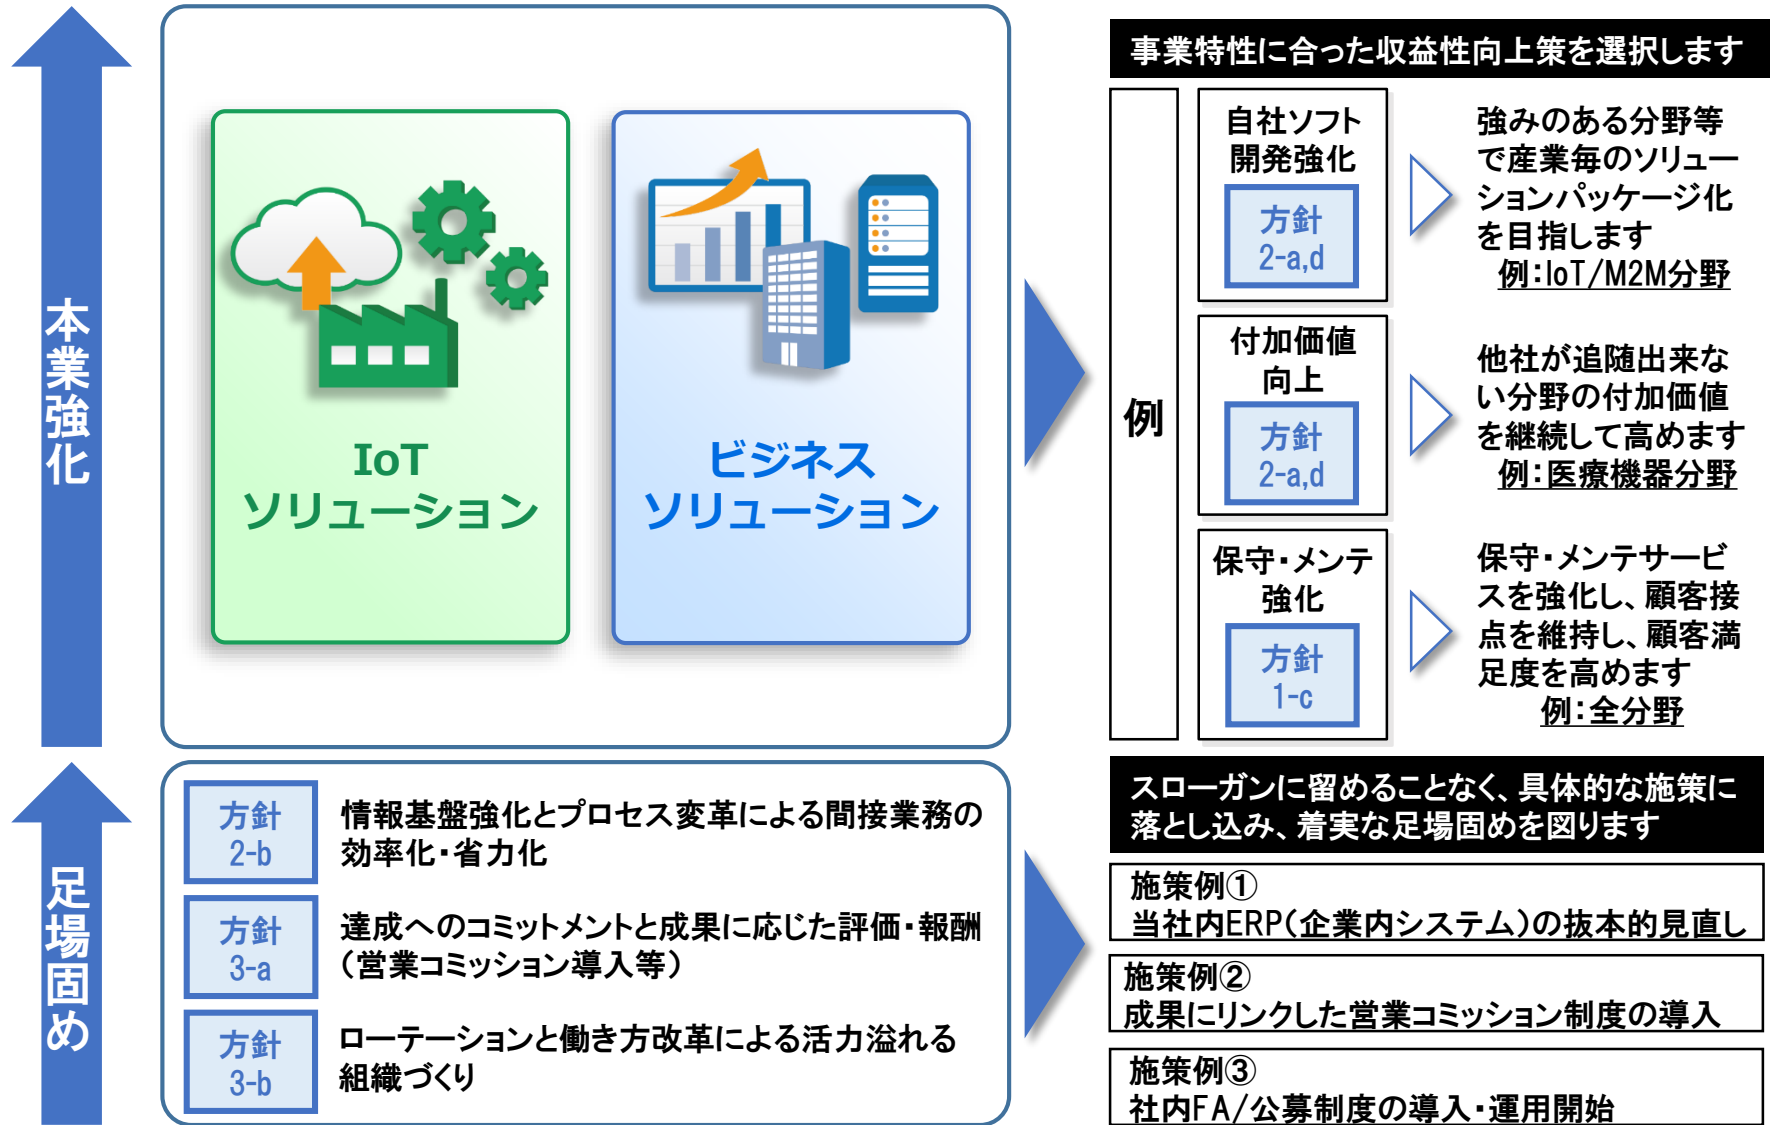 本業強化
IoT
ソリューション
ビジネス
ソリューション
事業特性に合った収益性向上策を選択します
例
自社ソフト
開発強化
方針
2-a,d
強みのある分野等
で産業毎のソリュー
ションパッケージ化
を目指します
例：IoT/M2M分野
付加価値
向上
方針
2-a,d
他社が追随出来な
い分野の付加価値
を継続して高めます
例：医療機器分野
保守・メンテ
強化
方針
1-c
保守・メンテサービ
スを強化し、顧客接
点を維持し、顧客満
足度を高めます
例：全分野
足場固め
方針
2-b
情報基盤強化とプロセス変革による間接業務の
効率化・省力化
方針
3-a
達成へのコミットメントと成果に応じた評価・報酬
（営業コミッション導入等）
方針
3-b
ローテーションと働き方改革による活力溢れる
組織づくり
スローガンに留めることなく、具体的な施策に
落とし込み、着実な足場固めを図ります
施策例①
当社内ERP（企業内システム）の抜本的見直し
施策例②
成果にリンクした営業コミッション制度の導入
施策例③
社内FA/公募制度の導入・運用開始